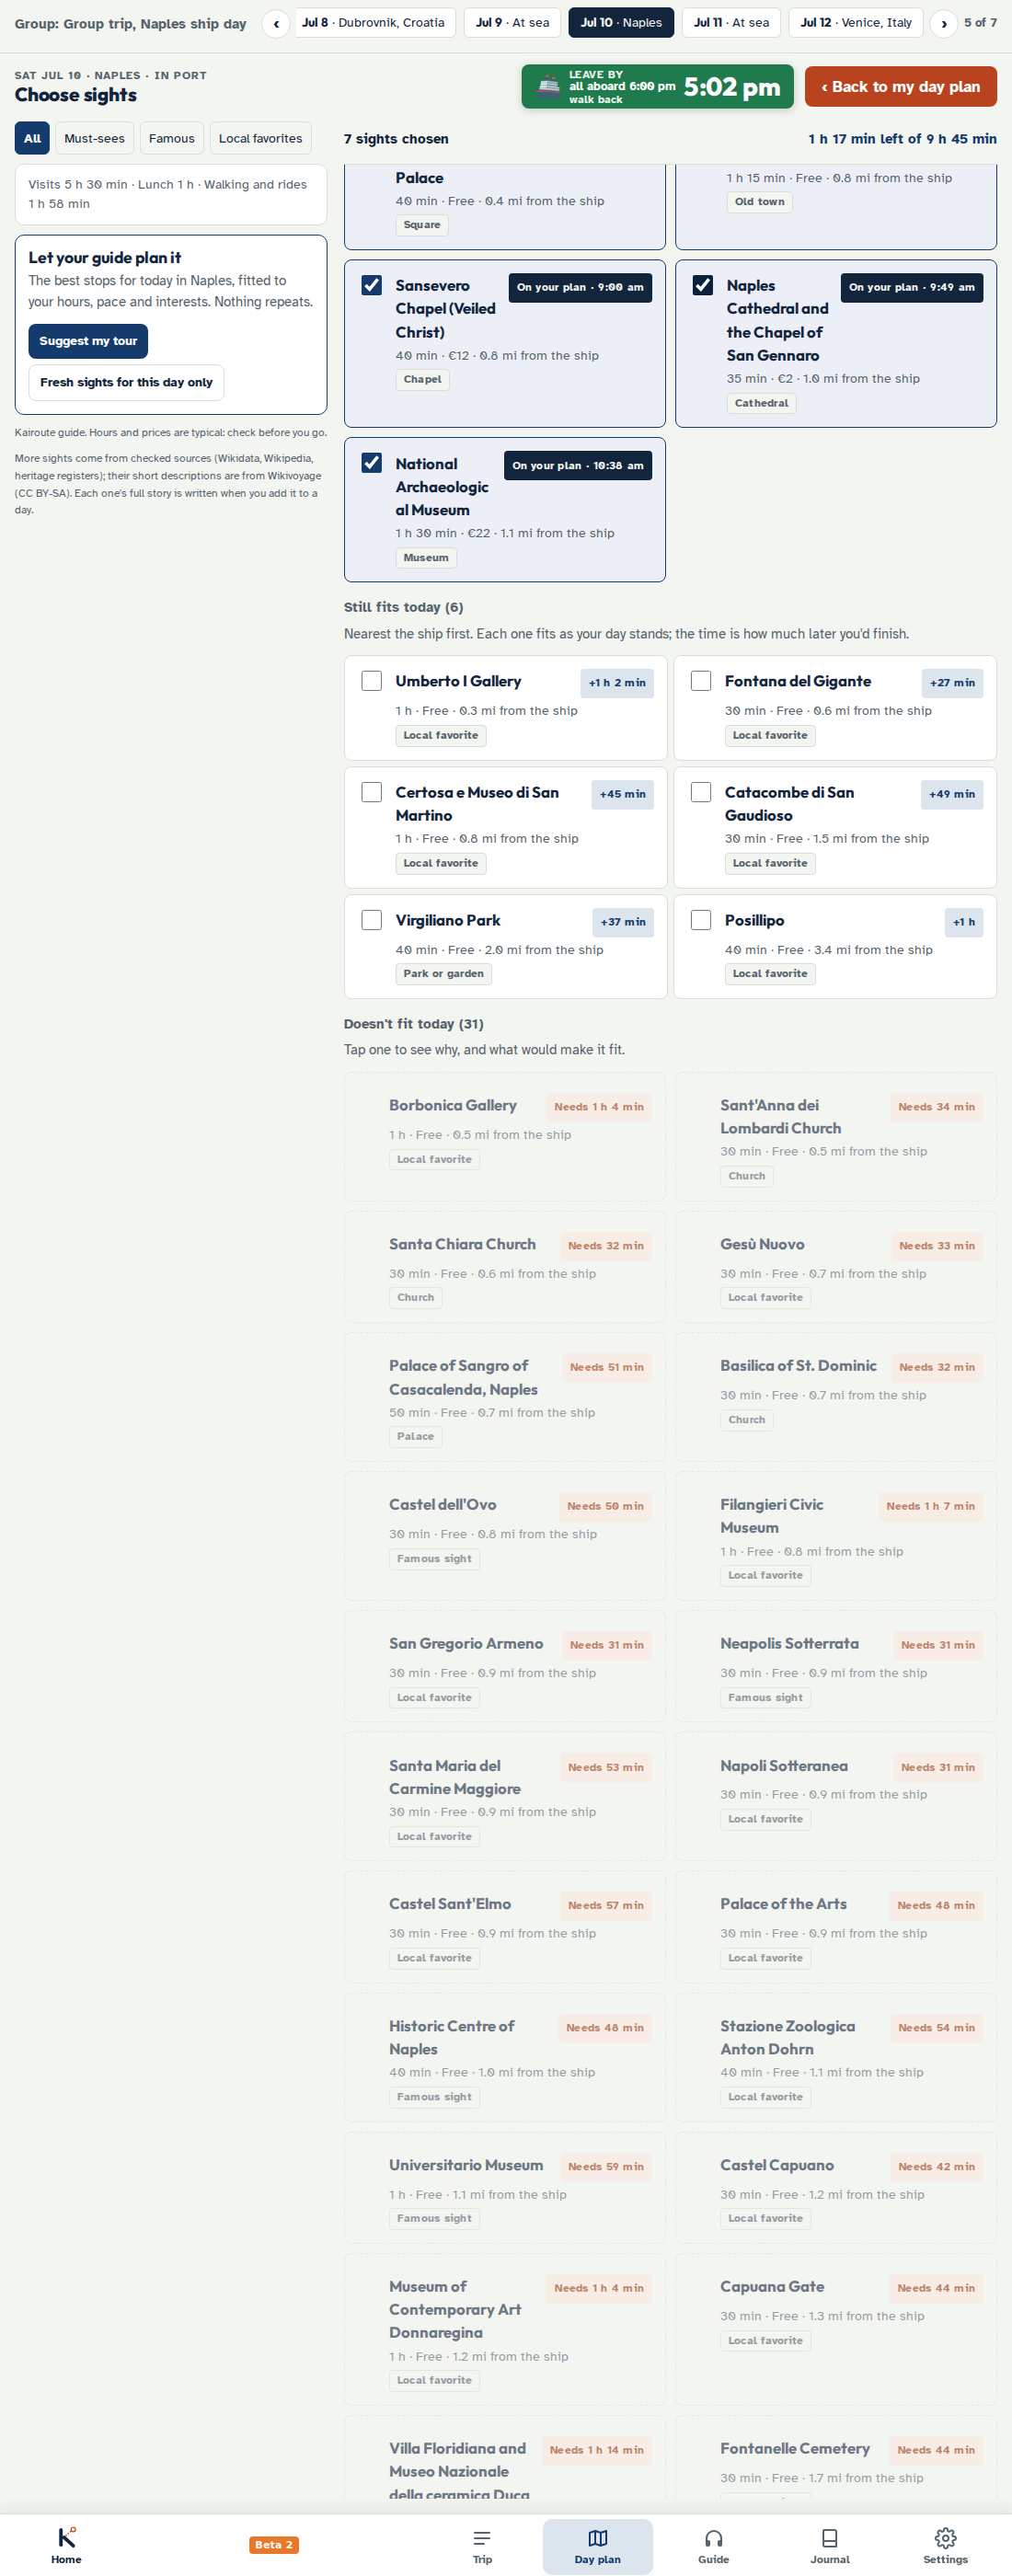 Group: Group trip, Naples ship day
‹
Jul 8 · Dubrovnik, Croatia
Jul 9 · At sea
Jul 10 · Naples
Jul 11 · At sea
Jul 12 · Venice, Italy
›
5 of 7
SAT JUL 10 · NAPLES · IN PORT
Choose sights
LEAVE BY
all aboard 6:00 pm
walk back
5:02 pm
‹ Back to my day plan
All
Must-sees
Famous
Local favorites
Visits 5 h 30 min · Lunch 1 h · Walking and rides
1 h 58 min
Let your guide plan it
The best stops for today in Naples, fitted to
your hours, pace and interests. Nothing repeats.
Suggest my tour
Fresh sights for this day only
Kairoute guide. Hours and prices are typical: check before you go.
More sights come from checked sources (Wikidata, Wikipedia,
heritage registers); their short descriptions are from Wikivoyage
(CC BY-SA). Each one's full story is written when you add it to a
day.
7 sights chosen
1 h 17 min left of 9 h 45 min
Palace
40 min · Free · 0.4 mi from the ship
Square
1 h 15 min · Free · 0.8 mi from the ship
Old town
Sansevero
Chapel (Veiled
Christ)
On your plan · 9:00 am
40 min · €12 · 0.8 mi from the ship
Chapel
Naples
Cathedral and
the Chapel of
San Gennaro
On your plan · 9:49 am
35 min · €2 · 1.0 mi from the ship
Cathedral
National
Archaeologic
al Museum
On your plan · 10:38 am
1 h 30 min · €22 · 1.1 mi from the ship
Museum
Still fits today (6)
Nearest the ship first. Each one fits as your day stands; the time is how much later you'd finish.
Umberto I Gallery
+1 h 2 min
1 h · Free · 0.3 mi from the ship
Local favorite
Fontana del Gigante
+27 min
30 min · Free · 0.6 mi from the ship
Local favorite
Certosa e Museo di San
Martino
+45 min
1 h · Free · 0.8 mi from the ship
Local favorite
Catacombe di San
Gaudioso
+49 min
30 min · Free · 1.5 mi from the ship
Local favorite
Virgiliano Park
+37 min
40 min · Free · 2.0 mi from the ship
Park or garden
Posillipo
+1 h
40 min · Free · 3.4 mi from the ship
Local favorite
Doesn't fit today (31)
Tap one to see why, and what would make it fit.
Borbonica Gallery
Needs 1 h 4 min
1 h · Free · 0.5 mi from the ship
Local favorite
Sant'Anna dei
Lombardi Church
Needs 34 min
30 min · Free · 0.5 mi from the ship
Church
Santa Chiara Church
Needs 32 min
30 min · Free · 0.6 mi from the ship
Church
Gesù Nuovo
Needs 33 min
30 min · Free · 0.7 mi from the ship
Local favorite
Palace of Sangro of
Casacalenda, Naples
Needs 51 min
50 min · Free · 0.7 mi from the ship
Palace
Basilica of St. Dominic
Needs 32 min
30 min · Free · 0.7 mi from the ship
Church
Castel dell'Ovo
Needs 50 min
30 min · Free · 0.8 mi from the ship
Famous sight
Filangieri Civic
Museum
Needs 1 h 7 min
1 h · Free · 0.8 mi from the ship
Local favorite
San Gregorio Armeno
Needs 31 min
30 min · Free · 0.9 mi from the ship
Local favorite
Neapolis Sotterrata
Needs 31 min
30 min · Free · 0.9 mi from the ship
Famous sight
Santa Maria del
Carmine Maggiore
Needs 53 min
30 min · Free · 0.9 mi from the ship
Local favorite
Napoli Sotteranea
Needs 31 min
30 min · Free · 0.9 mi from the ship
Local favorite
Castel Sant'Elmo
Needs 57 min
30 min · Free · 0.9 mi from the ship
Local favorite
Palace of the Arts
Needs 48 min
30 min · Free · 0.9 mi from the ship
Local favorite
Historic Centre of
Naples
Needs 48 min
40 min · Free · 1.0 mi from the ship
Famous sight
Stazione Zoologica
Anton Dohrn
Needs 54 min
40 min · Free · 1.1 mi from the ship
Local favorite
Universitario Museum
Needs 59 min
1 h · Free · 1.1 mi from the ship
Famous sight
Castel Capuano
Needs 42 min
30 min · Free · 1.2 mi from the ship
Local favorite
Museum of
Contemporary Art
Donnaregina
Needs 1 h 4 min
1 h · Free · 1.2 mi from the ship
Local favorite
Capuana Gate
Needs 44 min
30 min · Free · 1.3 mi from the ship
Local favorite
Villa Floridiana and
Museo Nazionale
della ceramica Duca
Needs 1 h 14 min
Fontanelle Cemetery
Needs 44 min
30 min · Free · 1.7 mi from the ship
Home
Beta 2
Trip
Day plan
Guide
Journal
Settings